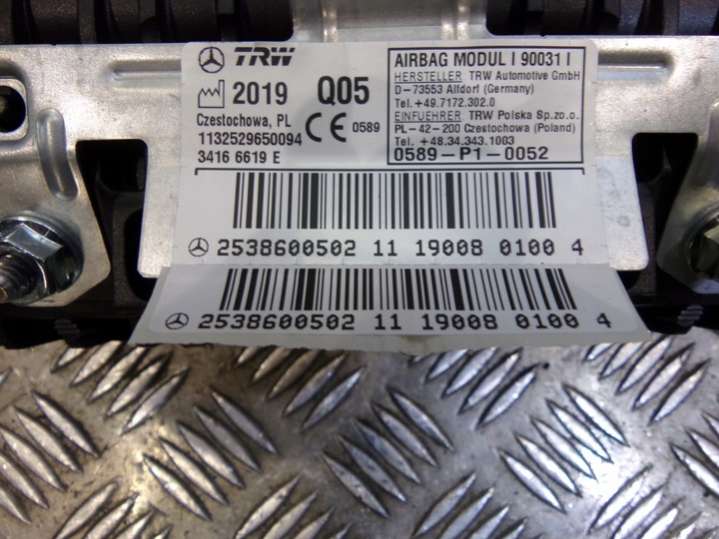 TRW
2019 Q05
Czestochowa, PL
1132529650094
3416 6619 E
CE 0589
AIRBAG MODUL I 90031 I
HERSTELLER TRW Automotive GmbH
D-73553 Alfdorf (Germany)
Tel.+49.7172.302.0
EINFUEHRER TRW Polska Sp.zo.o.
PL-42-200 Czestochowa (Poland)
Tel.+48.34.343.1003
0589-P1-0052
2538600502 11 19008 0100 4
2538600502 11 19008 0100 4